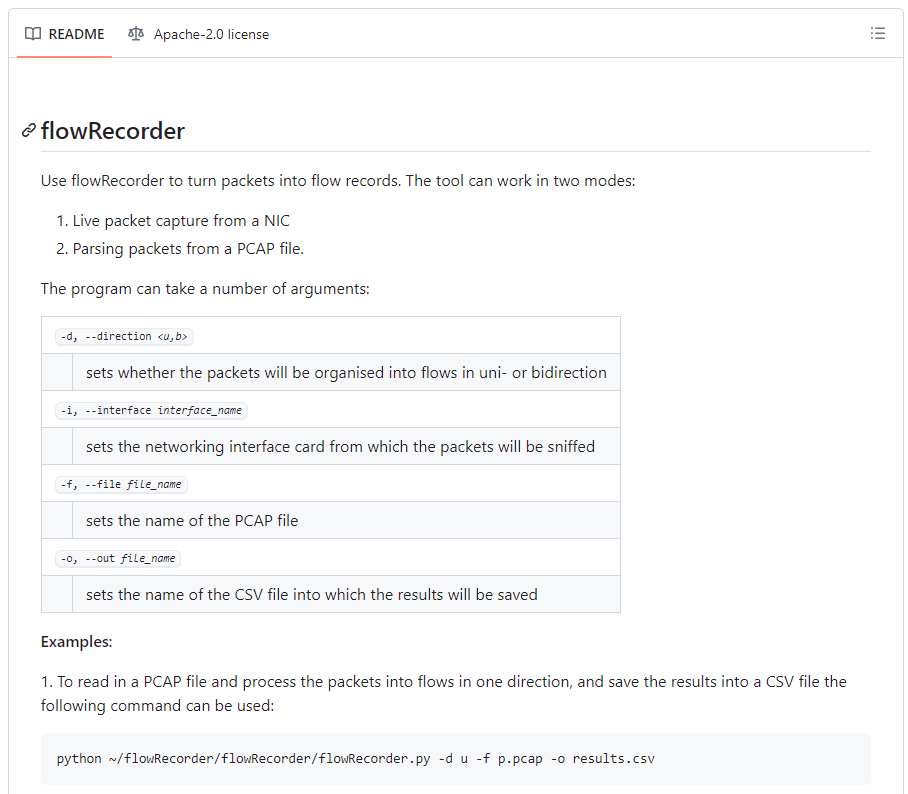 README Apache-2.0 license
flowRecorder
Use flowRecorder to turn packets into flow records. The tool can work in two modes:
1. Live packet capture from a NIC
2. Parsing packets from a PCAP file.
The program can take a number of arguments:
-d, --direction <u,b>
sets whether the packets will be organised into flows in uni- or bidirection
-i, --interface interface_name
sets the networking interface card from which the packets will be sniffed
-f, --file file_name
sets the name of the PCAP file
-o, --out file_name
sets the name of the CSV file into which the results will be saved
Examples:
1. To read in a PCAP file and process the packets into flows in one direction, and save the results into a CSV file the
following command can be used:
python ~/flowRecorder/flowRecorder/flowRecorder.py -d u -f p.pcap -o results.csv